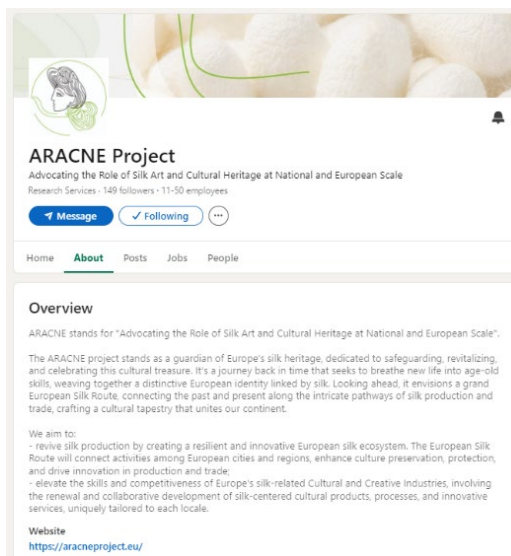 ARACNE Project
Advocating the Role of Silk Art and Cultural Heritage at National and European Scale
Research Services · 149 followers · 11-50 employees
Message
Following
Home About Posts Jobs People
Overview
ARACNE stands for "Advocating the Role of Silk Art and Cultural Heritage at National and European Scale".
The ARACNE project stands as a guardian of Europe's silk heritage, dedicated to safeguarding, revitalizing,
and celebrating this cultural treasure. It's a journey back in time that seeks to breathe new life into age-old
skills, weaving together a distinctive European identity linked by silk. Looking ahead, it envisions a grand
European Silk Route, connecting the past and present along the intricate pathways of silk production and
trade, crafting a cultural tapestry that unites our continent.
We aim to:
- revive silk production by creating a resilient and innovative European silk ecosystem. The European Silk
Route will connect activities among European cities and regions, enhance culture preservation, protection,
and drive innovation in production and trade;
- elevate the skills and competitiveness of Europe's silk-related Cultural and Creative Industries, involving
the renewal and collaborative development of silk-centered cultural products, processes, and innovative
services, uniquely tailored to each locale.
Website
https://aracneproject.eu/